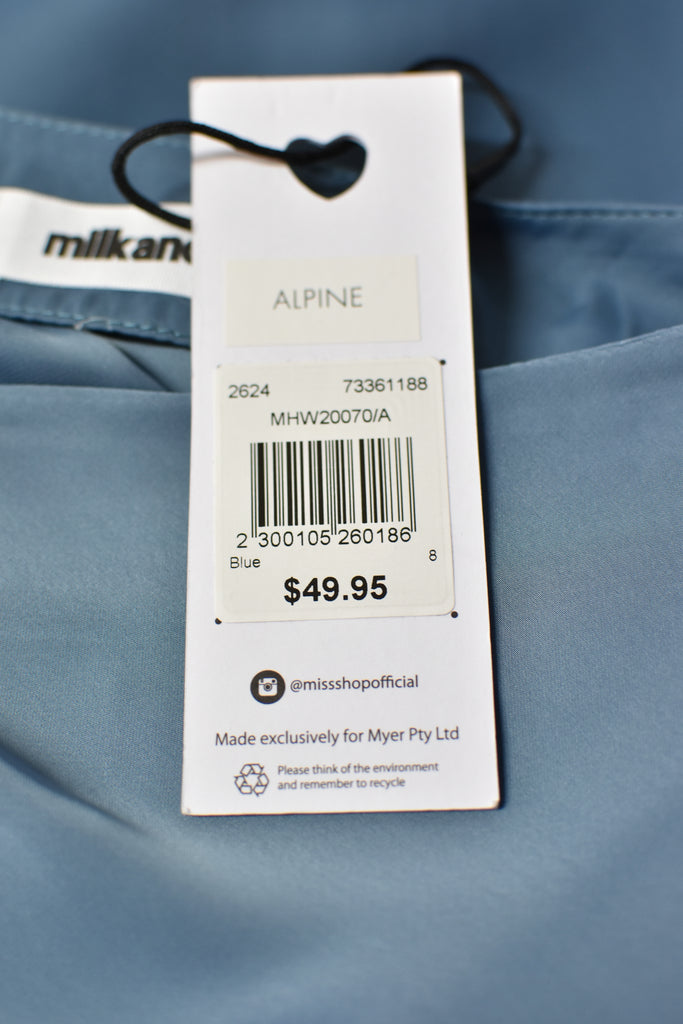 milkand
ALPINE
2624 73361188
MHW20070/A
2 300105 260186
Blue 8
$49.95
@missshopofficial
Made exclusively for Myer Pty Ltd
Please think of the environment
and remember to recycle